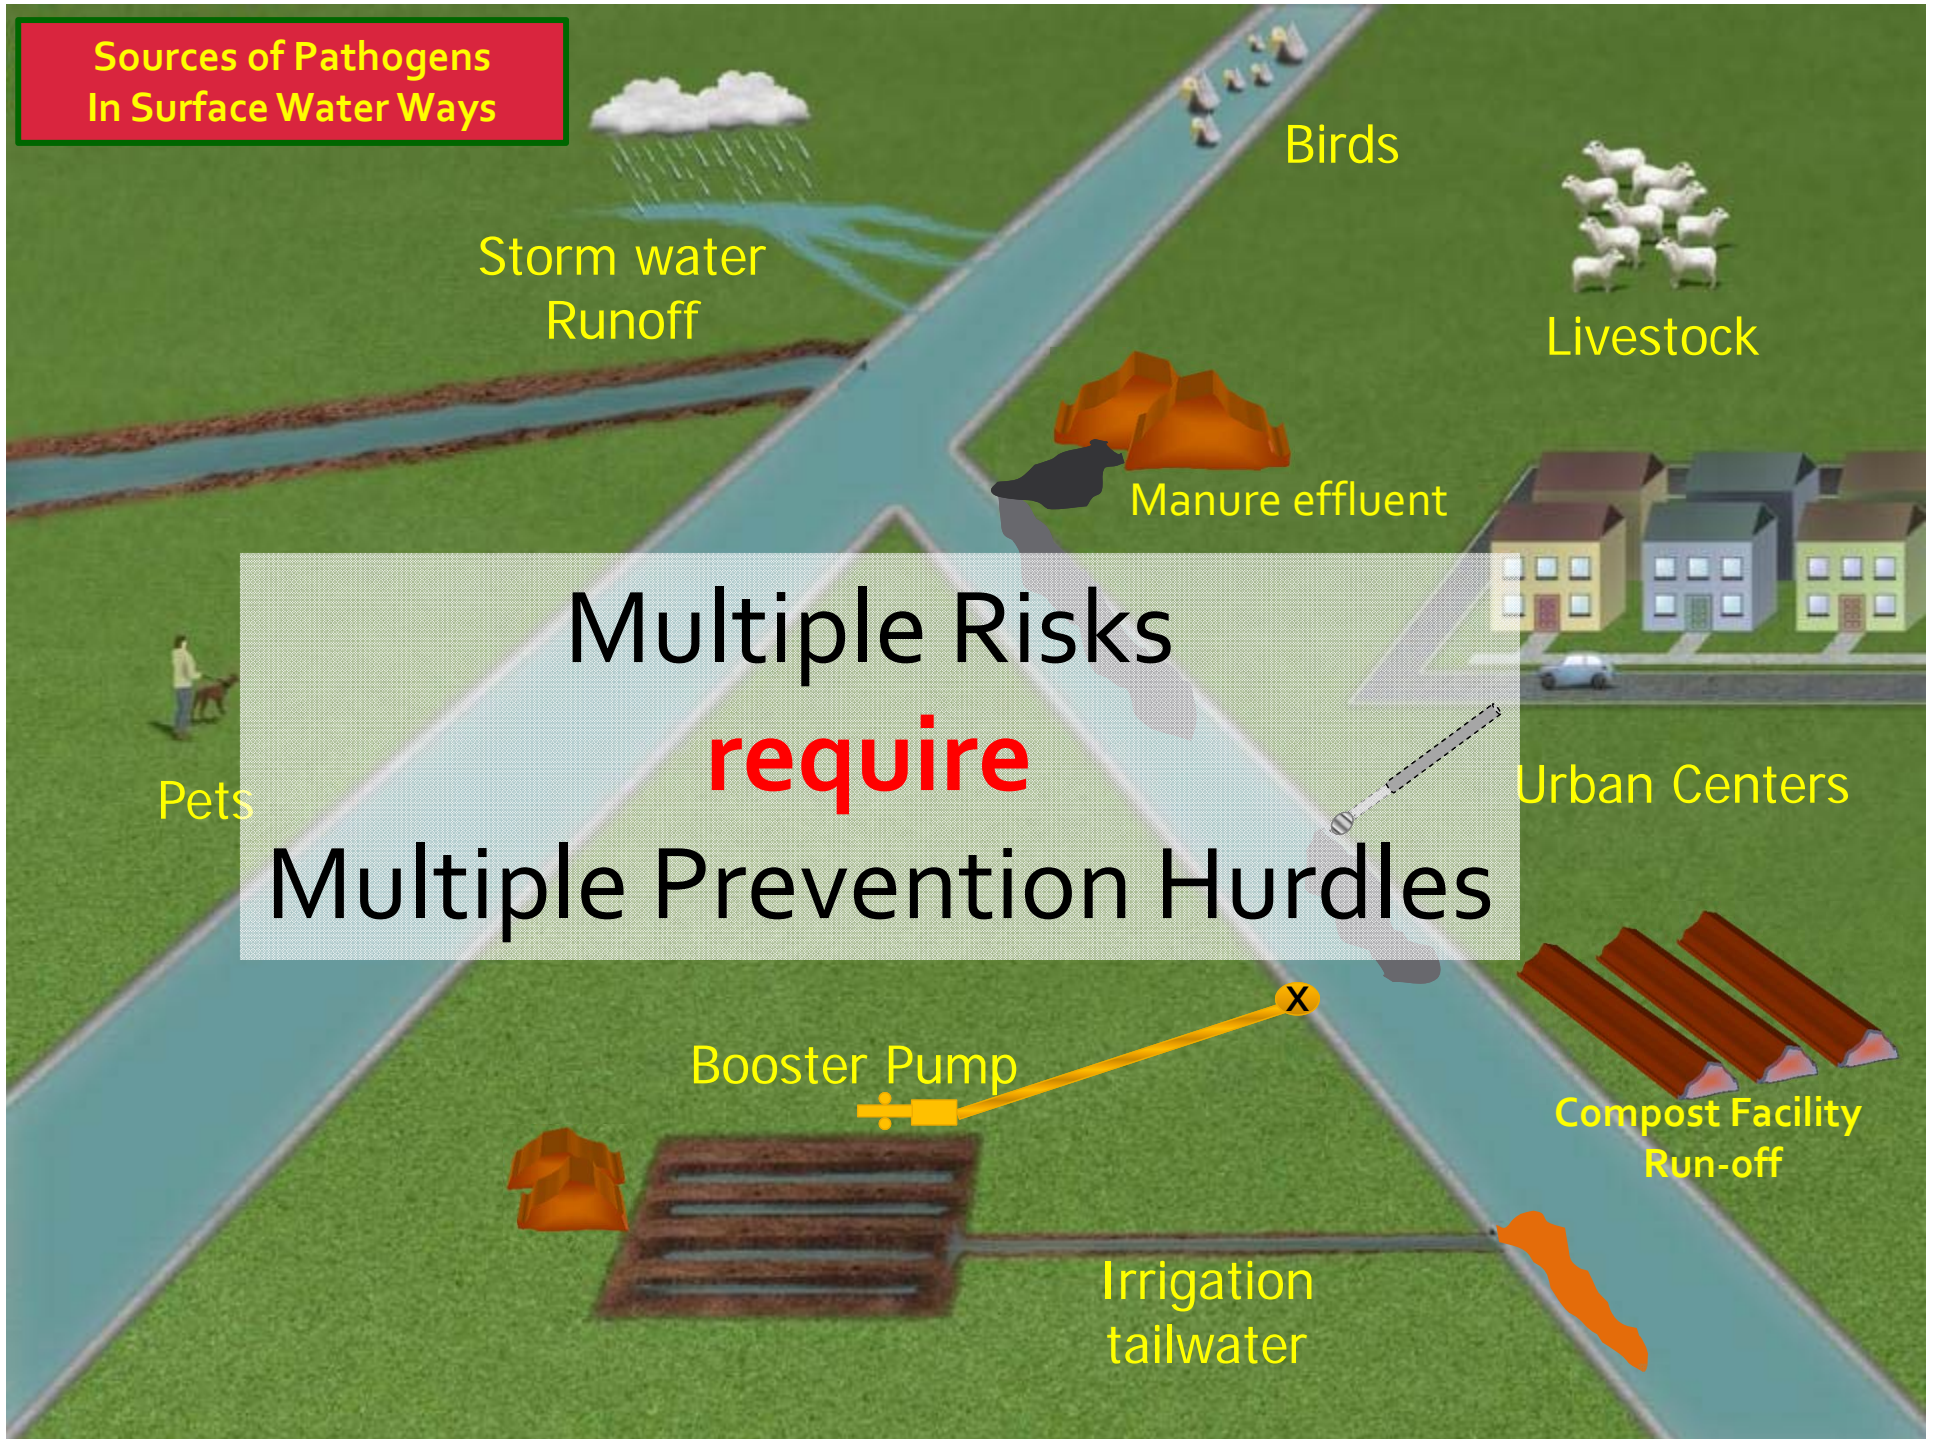 Sources of Pathogens
In Surface Water Ways
Birds
Storm water
Runoff
Livestock
Manure effluent
Multiple Risks
require
Multiple Prevention Hurdles
Pets
Urban Centers
X
Booster Pump
Compost Facility
Run-off
Irrigation
tailwater